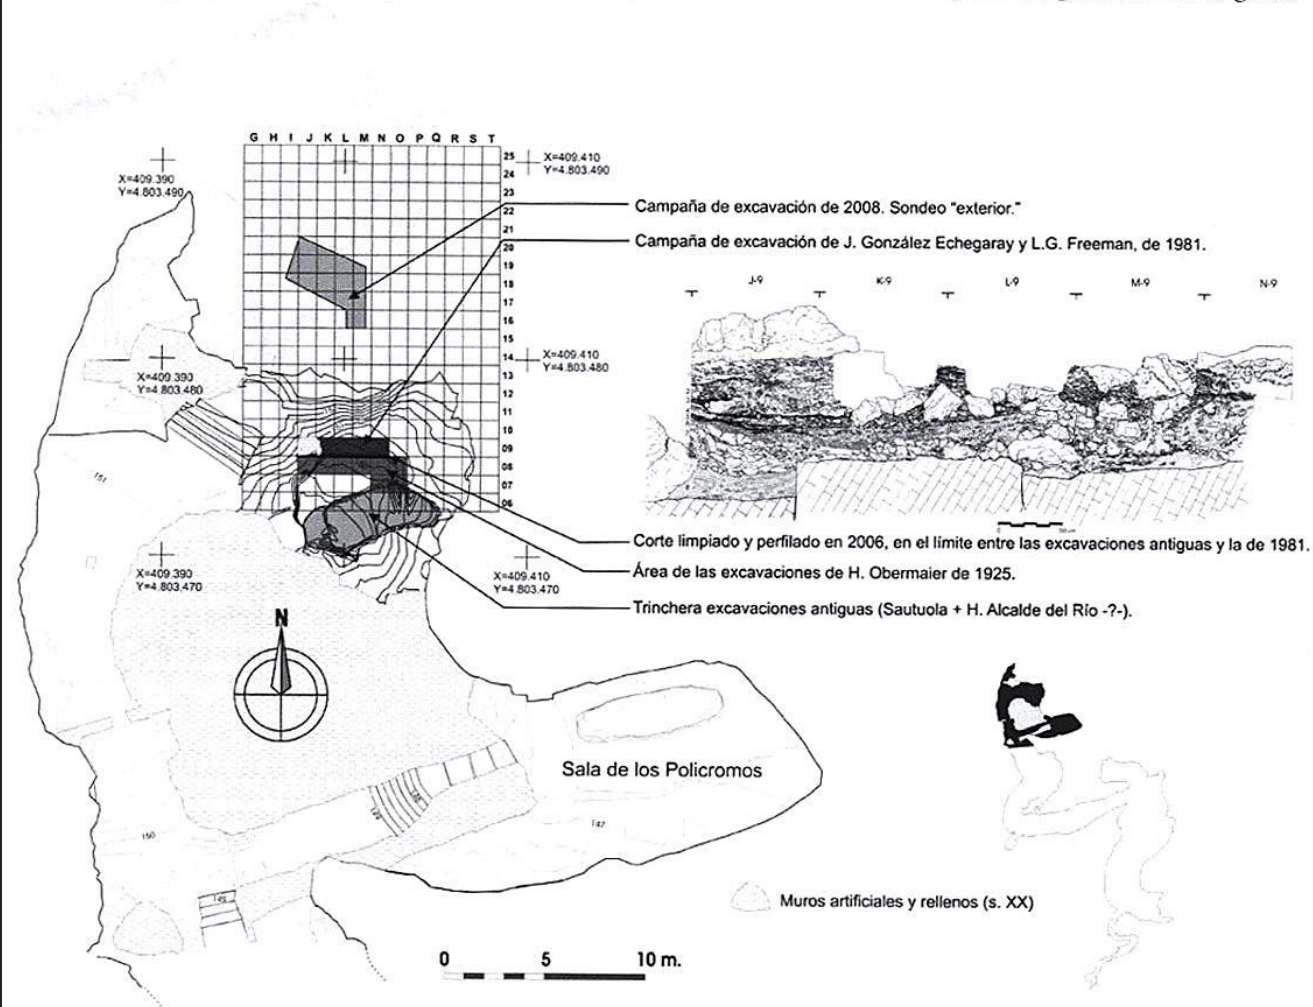 G H I J K L M N O P Q R S T
25
24
23
22
21
20
19
18
17
16
15
14
13
12
11
10
09
08
07
06
X=409.390
Y=4.803.490
X=409.410
Y=4.803.490
X=409.390
Y=4.803.480
X=409.410
Y=4.803.480
X=409.390
Y=4.803.470
X=409.410
Y=4.803.470
Campaña de excavación de 2008. Sondeo "exterior."
Campaña de excavación de J. González Echegaray y L.G. Freeman, de 1981.
J-9 K-9 L-9 M-9 N-9
Corte limpiado y perfilado en 2006, en el límite entre las excavaciones antiguas y la de 1981.
Área de las excavaciones de H. Obermaier de 1925.
Trinchera excavaciones antiguas (Sautuola + H. Alcalde del Río -?-).
151
N
Sala de los Policromos
147
150
149
Muros artificiales y rellenos (s. XX)
0 5 10 m.